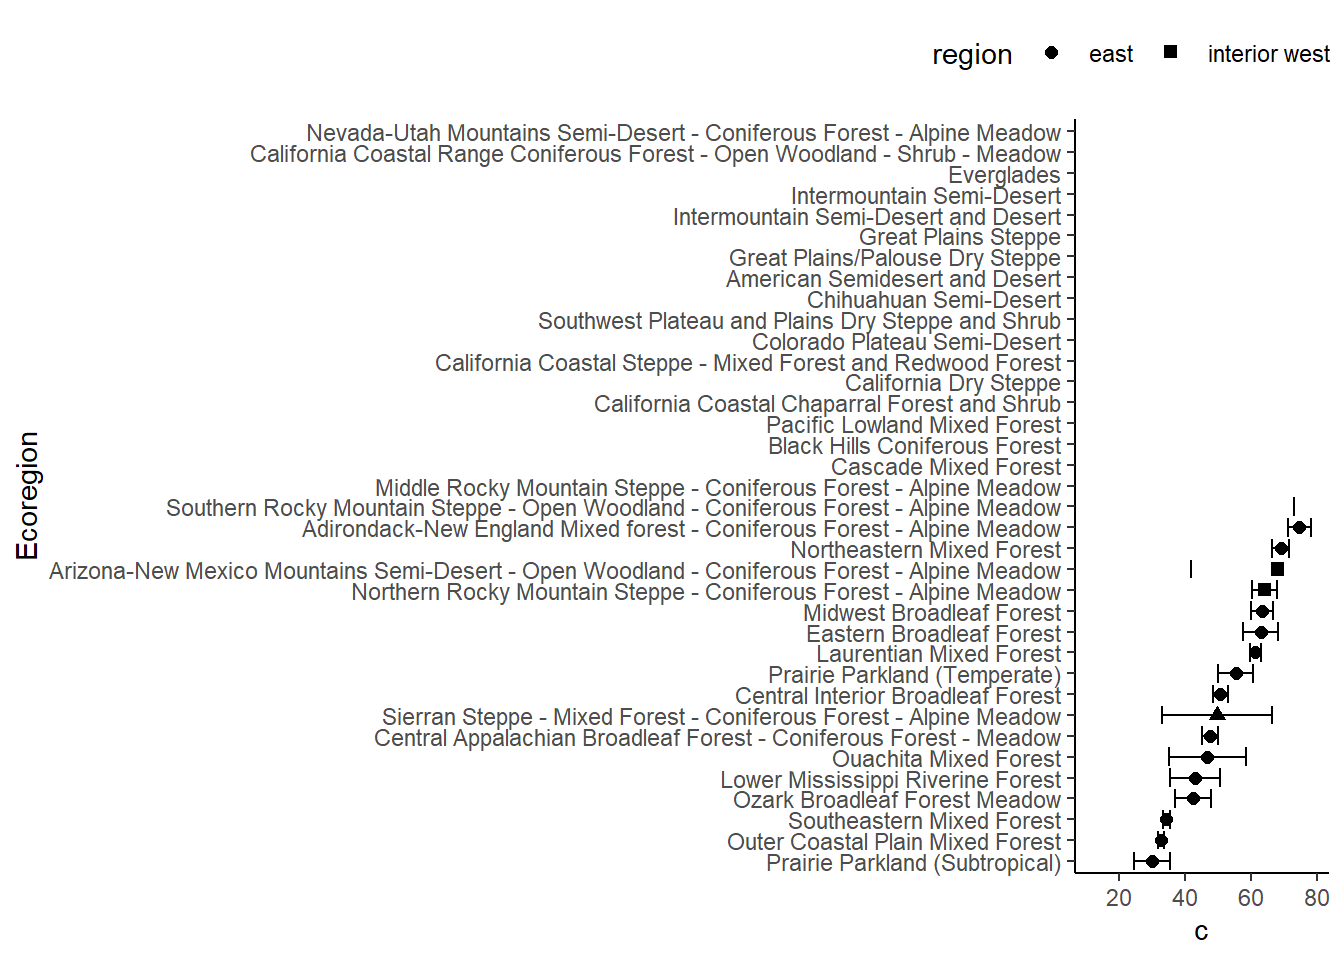 region east interior west
Nevada-Utah Mountains Semi-Desert - Coniferous Forest - Alpine Meadow
California Coastal Range Coniferous Forest - Open Woodland - Shrub - Meadow
Everglades
Intermountain Semi-Desert
Intermountain Semi-Desert and Desert
Great Plains Steppe
Great Plains/Palouse Dry Steppe
American Semidesert and Desert
Chihuahuan Semi-Desert
Southwest Plateau and Plains Dry Steppe and Shrub
Colorado Plateau Semi-Desert
California Coastal Steppe - Mixed Forest and Redwood Forest
California Dry Steppe
California Coastal Chaparral Forest and Shrub
Pacific Lowland Mixed Forest
Black Hills Coniferous Forest
Cascade Mixed Forest
Middle Rocky Mountain Steppe - Coniferous Forest - Alpine Meadow
Southern Rocky Mountain Steppe - Open Woodland - Coniferous Forest - Alpine Meadow
Adirondack-New England Mixed forest - Coniferous Forest - Alpine Meadow
Northeastern Mixed Forest
Arizona-New Mexico Mountains Semi-Desert - Open Woodland - Coniferous Forest - Alpine Meadow
Northern Rocky Mountain Steppe - Coniferous Forest - Alpine Meadow
Midwest Broadleaf Forest
Eastern Broadleaf Forest
Laurentian Mixed Forest
Prairie Parkland (Temperate)
Central Interior Broadleaf Forest
Sierran Steppe - Mixed Forest - Coniferous Forest - Alpine Meadow
Central Appalachian Broadleaf Forest - Coniferous Forest - Meadow
Ouachita Mixed Forest
Lower Mississippi Riverine Forest
Ozark Broadleaf Forest Meadow
Southeastern Mixed Forest
Outer Coastal Plain Mixed Forest
Prairie Parkland (Subtropical)
Ecoregion
20 40 60 80
c